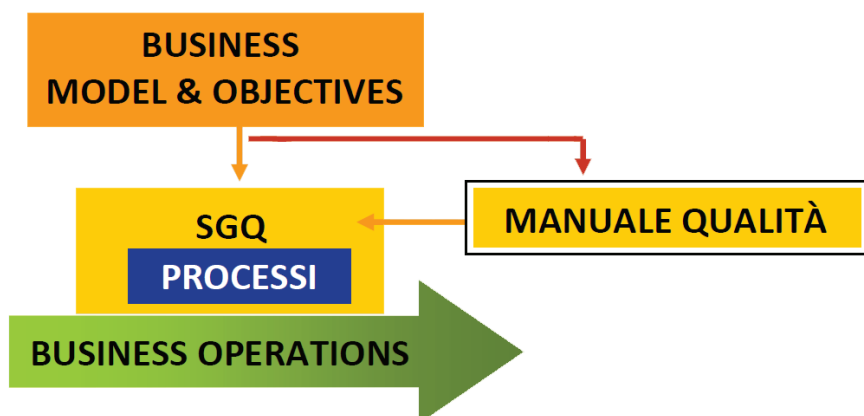 BUSINESS
MODEL & OBJECTIVES
SGQ
MANUALE QUALITÀ
PROCESSI
BUSINESS OPERATIONS